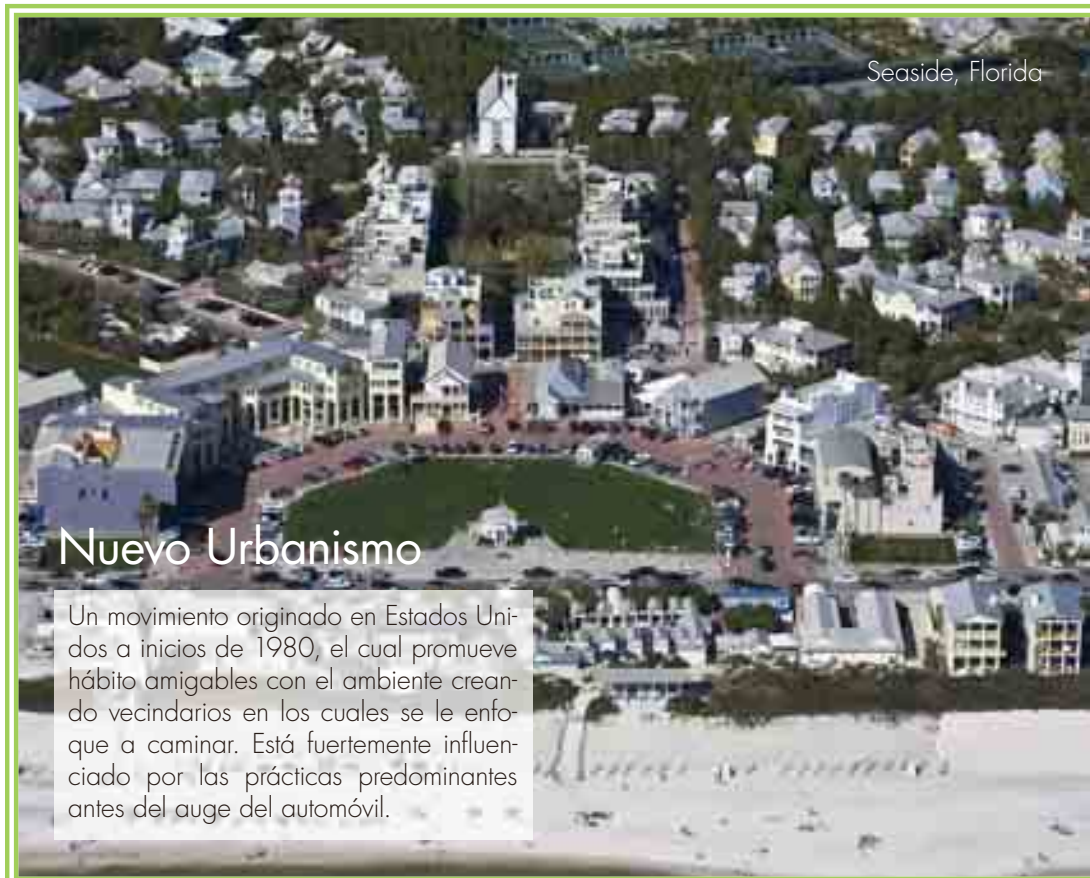 Seaside, Florida
Nuevo Urbanismo
Un movimiento originado en Estados Uni-
dos a inicios de 1980, el cual promueve
hábito amigables con el ambiente crean-
do vecindarios en los cuales se le enfo-
que a caminar. Está fuertemente influen-
ciado por las prácticas predominantes
antes del auge del automóvil.